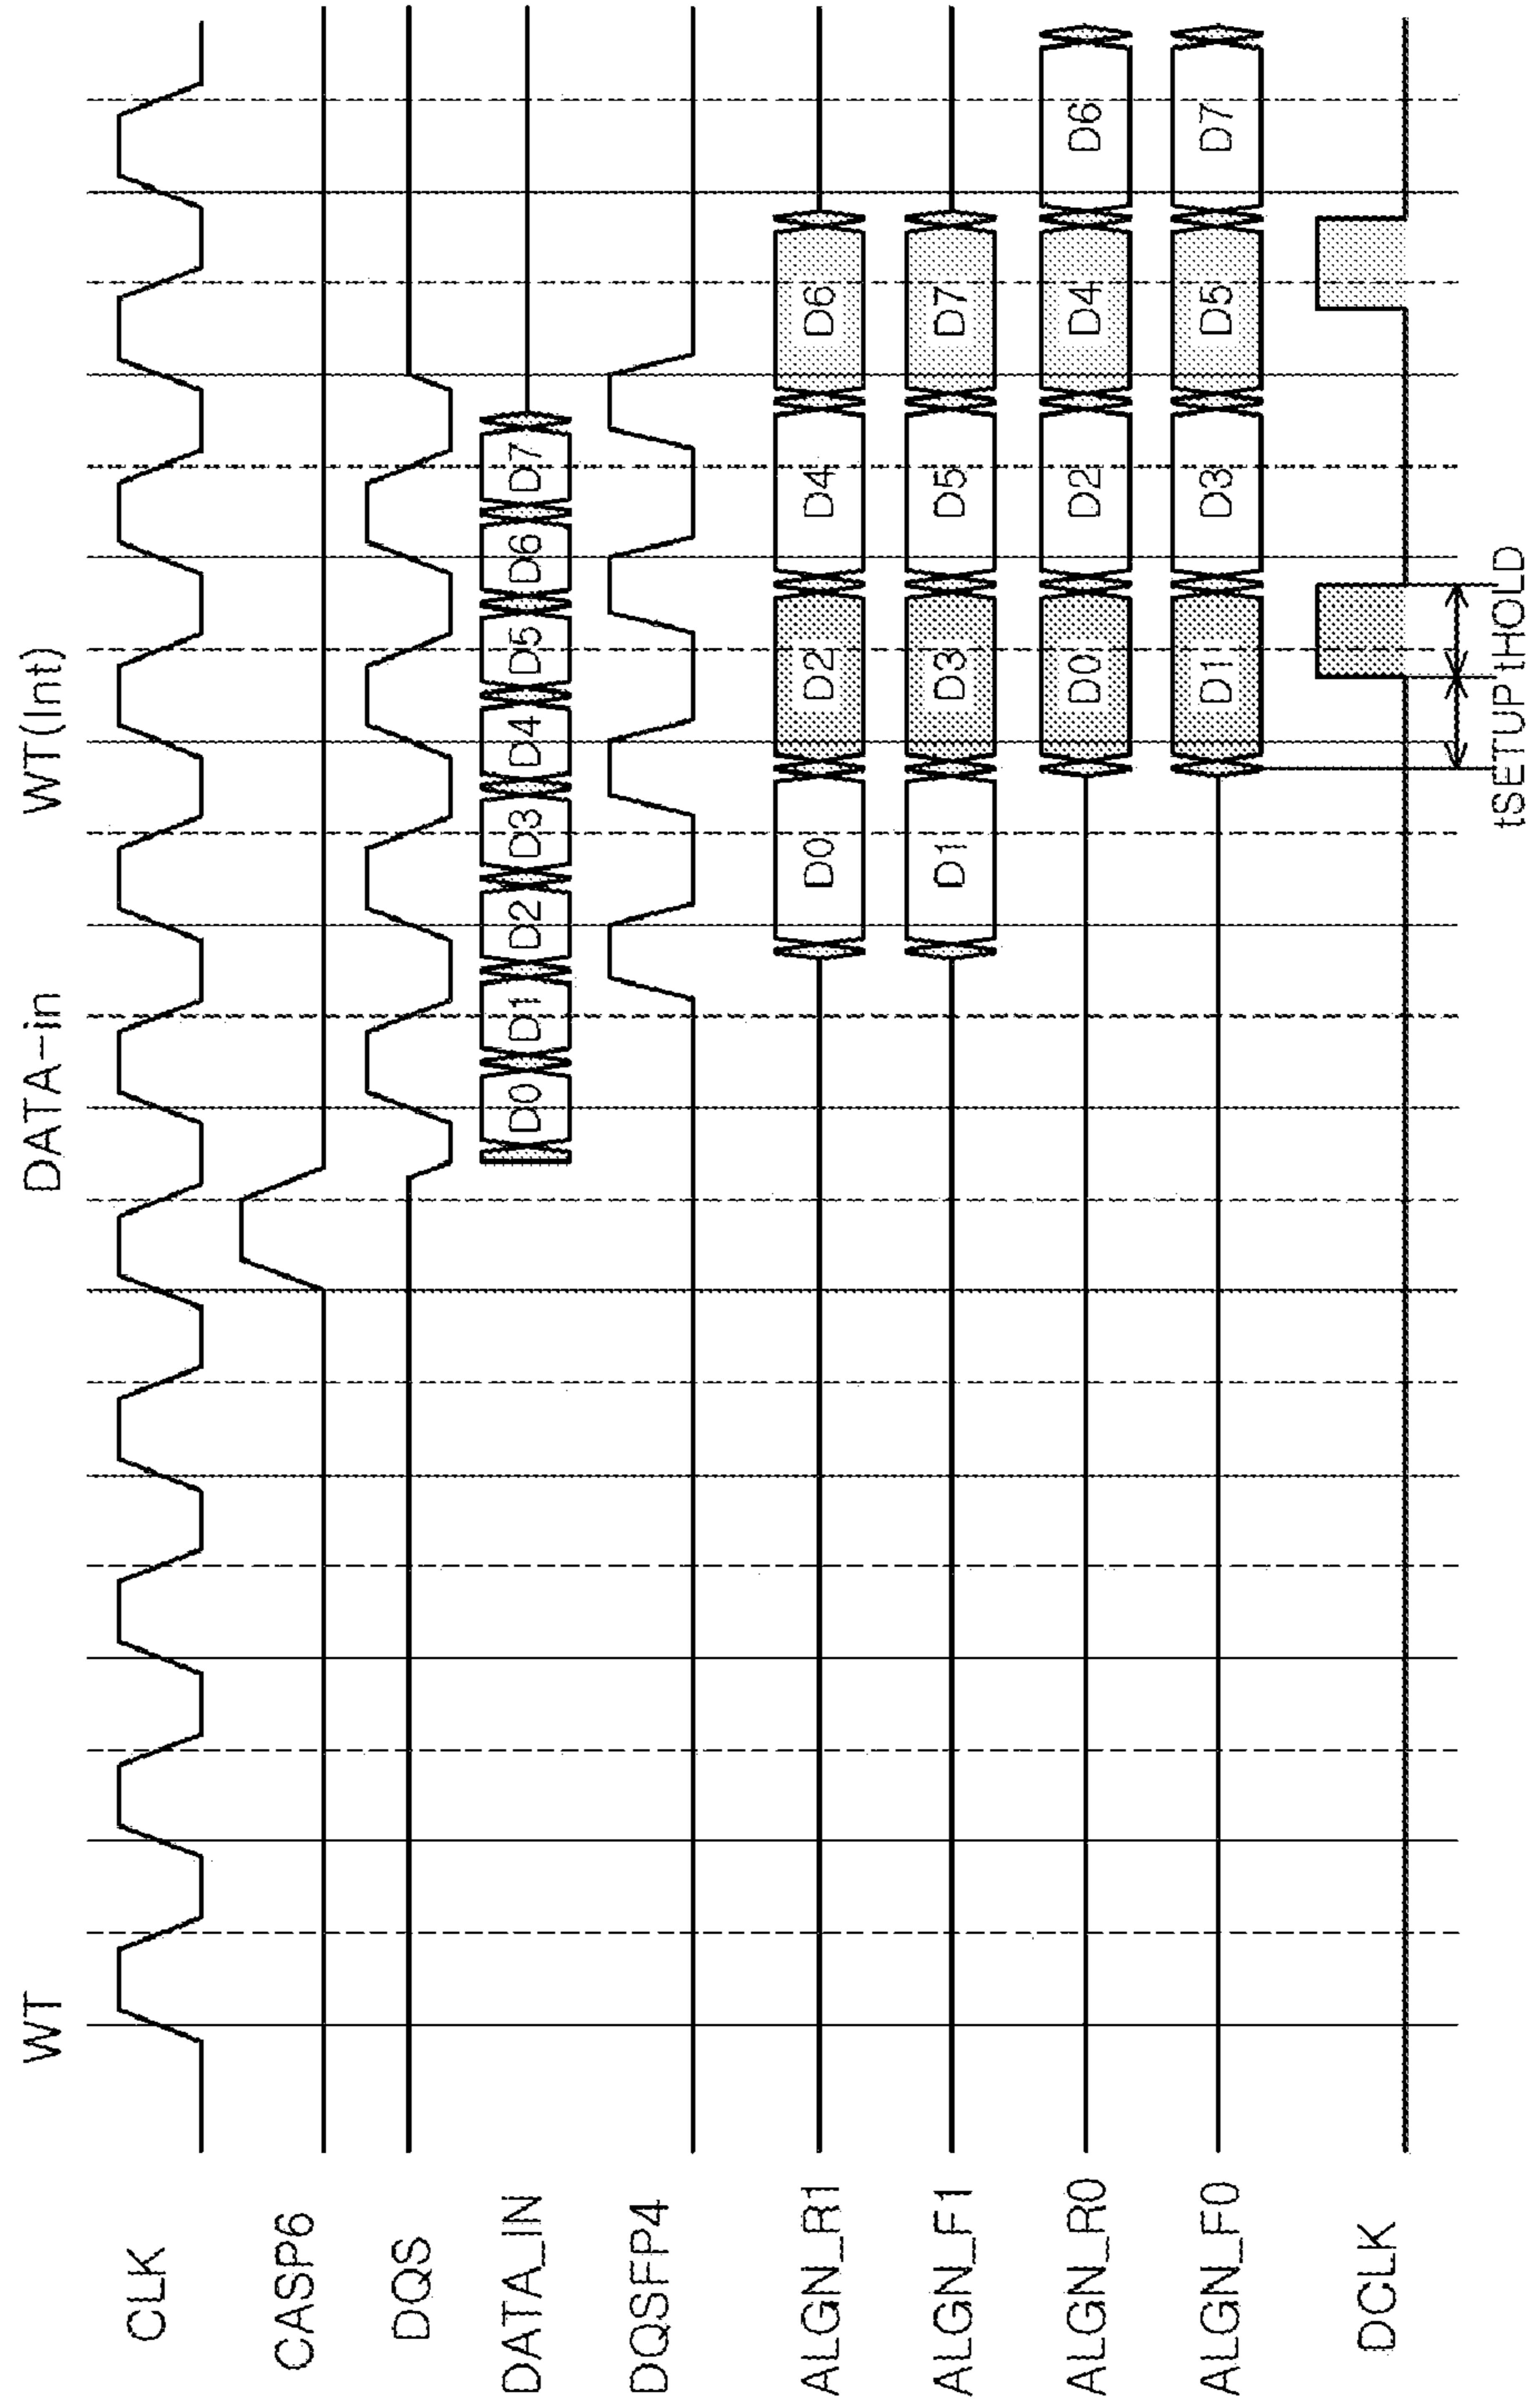 WT DATA-in WT(Int)
CLK
CASP6
DQS
DATA_IN D0 D1 D2 D3 D4 D5 D6 D7
DQSFP4
ALGN_R1 D0 D2 D4 D6
ALGN_F1 D1 D3 D5 D7
ALGN_R0 D0 D2 D4 D6
ALGN_F0 D1 D3 D5 D7
DCLK
tSETUP tHOLD